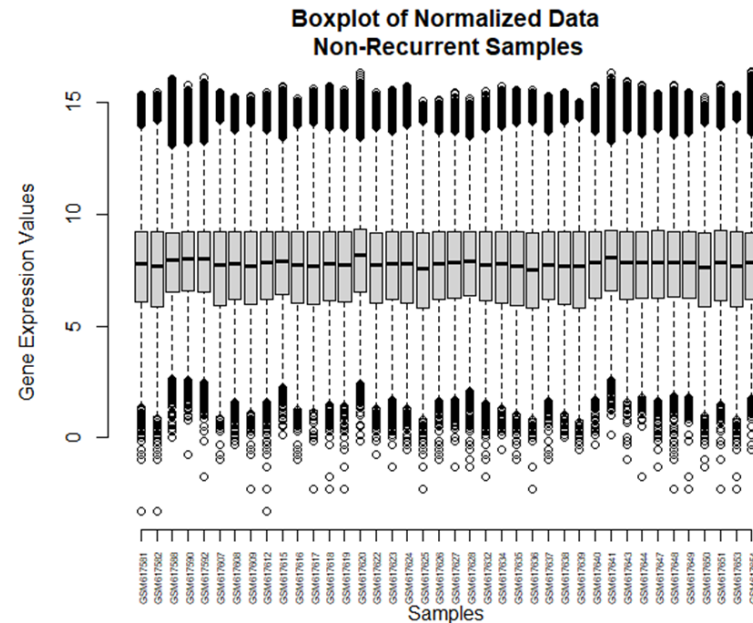 Boxplot of Normalized Data
Non-Recurrent Samples
Gene Expression Values
15
10
5
0
GSM617581
GSM617582
GSM617588
GSM617590
GSM617592
GSM617607
GSM617608
GSM617609
GSM617612
GSM617615
GSM617616
GSM617617
GSM617618
GSM617619
GSM617620
GSM617622
GSM617623
GSM617624
GSM617625
GSM617626
GSM617627
GSM617628
GSM617632
GSM617634
GSM617635
GSM617636
GSM617637
GSM617638
GSM617639
GSM617640
GSM617641
GSM617643
GSM617644
GSM617647
GSM617648
GSM617649
GSM617650
GSM617651
GSM617653
Samples